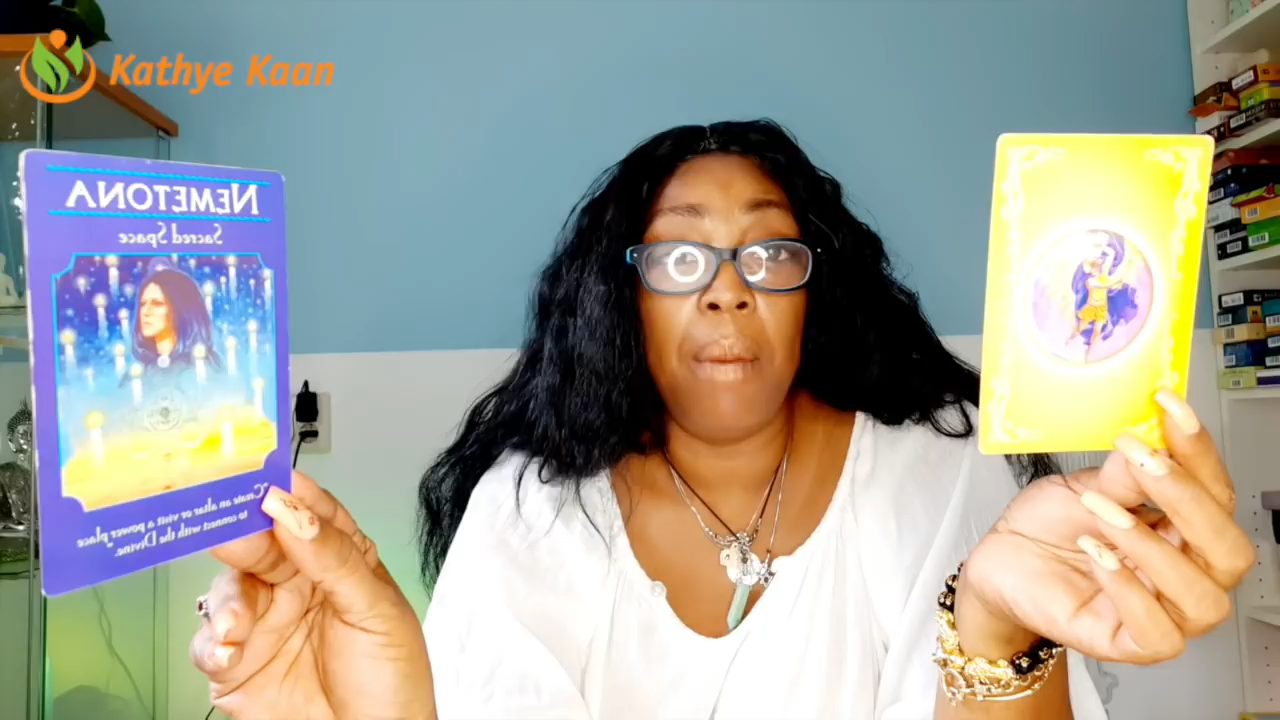 Kathye Kaan
NEMETONA
Sacred Space
"Create an altar or visit a power place
to connect with the Divine."